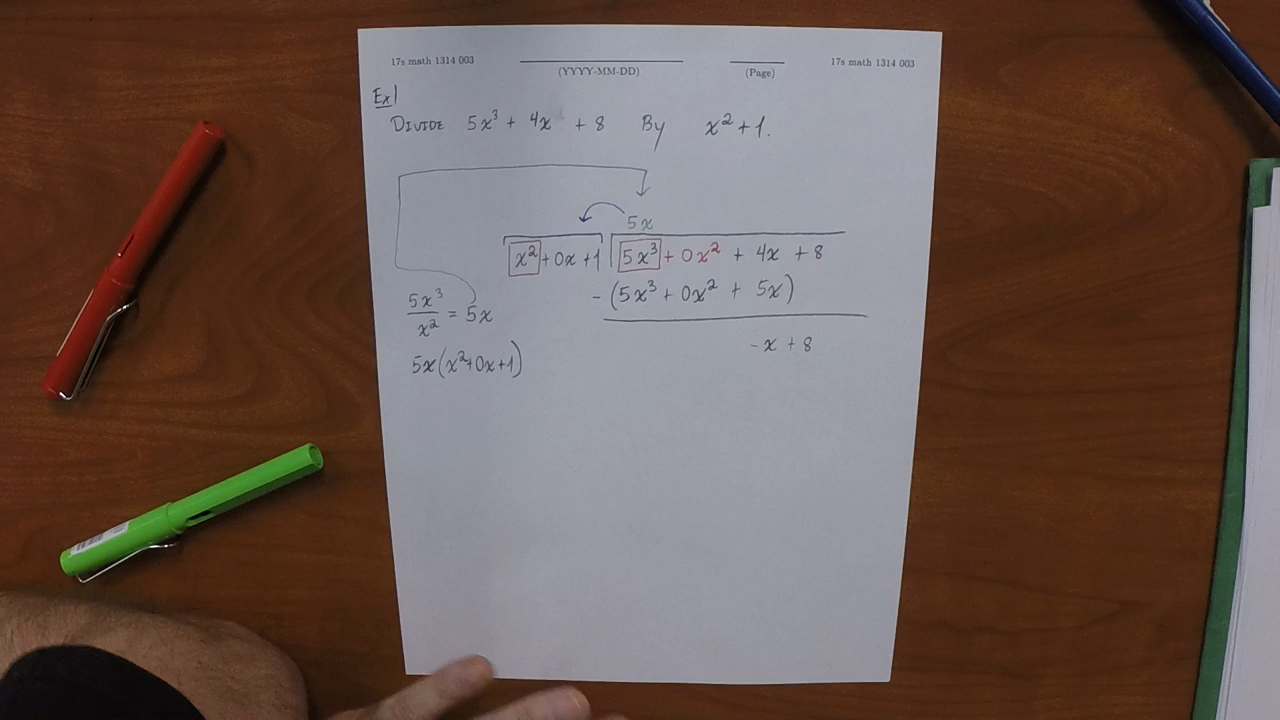 17s math 1314 003 (YYYY-MM-DD) (Page) 17s math 1314 003
Ex 1
DIVIDE 5x³ + 4x + 8 By x² + 1.
5x
x² + 0x + 1 5x³ + 0x² + 4x + 8
- (5x³ + 0x² + 5x)
5x³/x² = 5x
-x + 8
5x(x²+0x+1)